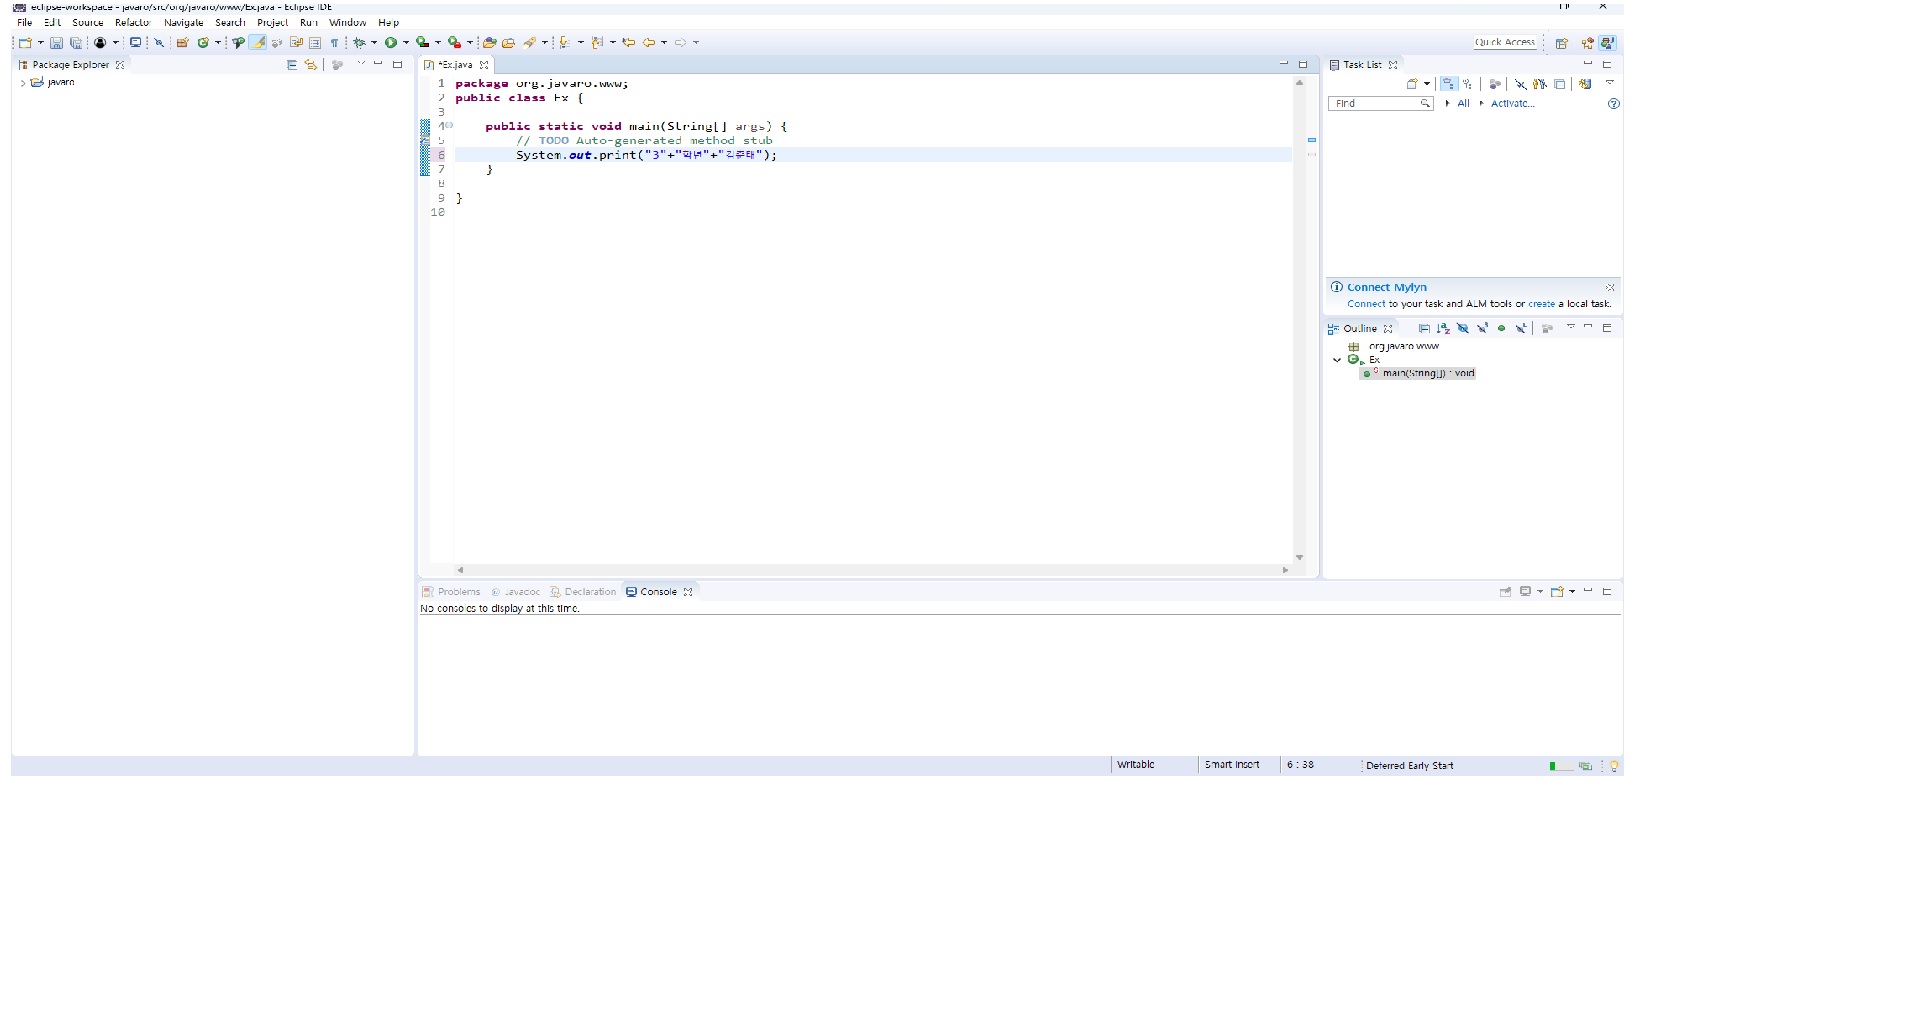 eclipse-workspace - javaro/src/org/javaro/www/Ex.java - Eclipse IDE
File Edit Source Refactor Navigate Search Project Run Window Help
Quick Access
Package Explorer
javaro
*Ex.java
1 package org.javaro.www;
2 public class Ex {
3
4 public static void main(String[] args) {
5 // TODO Auto-generated method stub
6 System.out.print("3"+"학년"+"김준태");
7 }
8
9 }
10
Task List
Find All Activate...
Connect Mylyn
Connect to your task and ALM tools or create a local task.
Outline
org.javaro.www
Ex
main(String[]) : void
Problems Javadoc Declaration Console
No consoles to display at this time.
Writable Smart Insert 6 : 38 Deferred Early Start